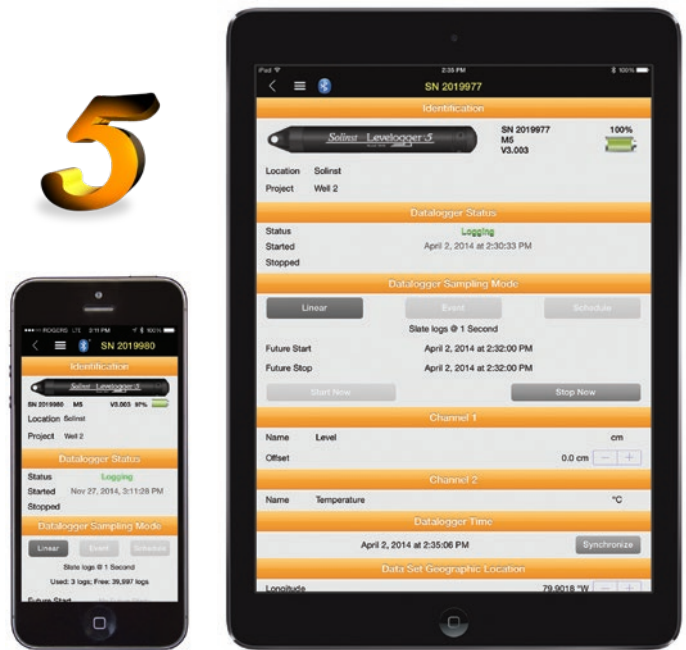 5
iPad 2:35 PM 100%
SN 2019977
Identification
Solinst Levelogger 5
SN 2019977
M5
V3.003
100%
Location Solinst
Project Well 2
Datalogger Status
Status Logging
Started April 2, 2014 at 2:30:33 PM
Stopped
Datalogger Sampling Mode
Linear Event Schedule
Slate logs @ 1 Second
Future Start April 2, 2014 at 2:32:00 PM
Future Stop April 2, 2014 at 2:32:00 PM
Start Now Stop Now
Channel 1
Name Level cm
Offset 0.0 cm - +
Channel 2
Name Temperature °C
Datalogger Time
April 2, 2014 at 2:35:06 PM Synchronize
Data Set Geographic Location
Longitude 79.9018 °W - +
ROGERS LTE 3:11 PM 100%
SN 2019980
Identification
Solinst Levelogger 5
SN 2019980 M5 V3.003 97%
Location Solinst
Project Well 2
Datalogger Status
Status Logging
Started Nov 27, 2014, 3:11:28 PM
Stopped
Datalogger Sampling Mode
Linear Event Schedule
Slate logs @ 1 Second
Used: 3 logs; Free: 39,997 logs
Future Start